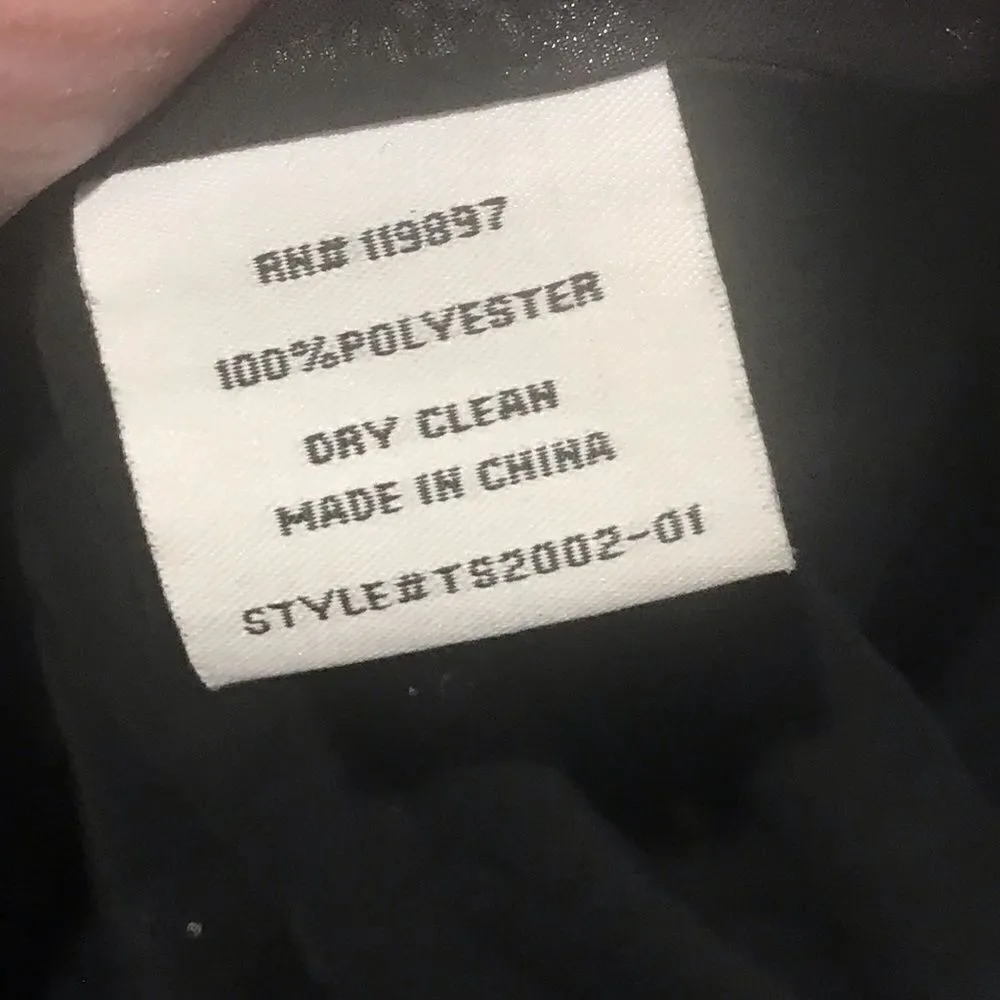 RN# 119897
100%POLYESTER
DRY CLEAN
MADE IN CHINA
STYLE#TS2002-01